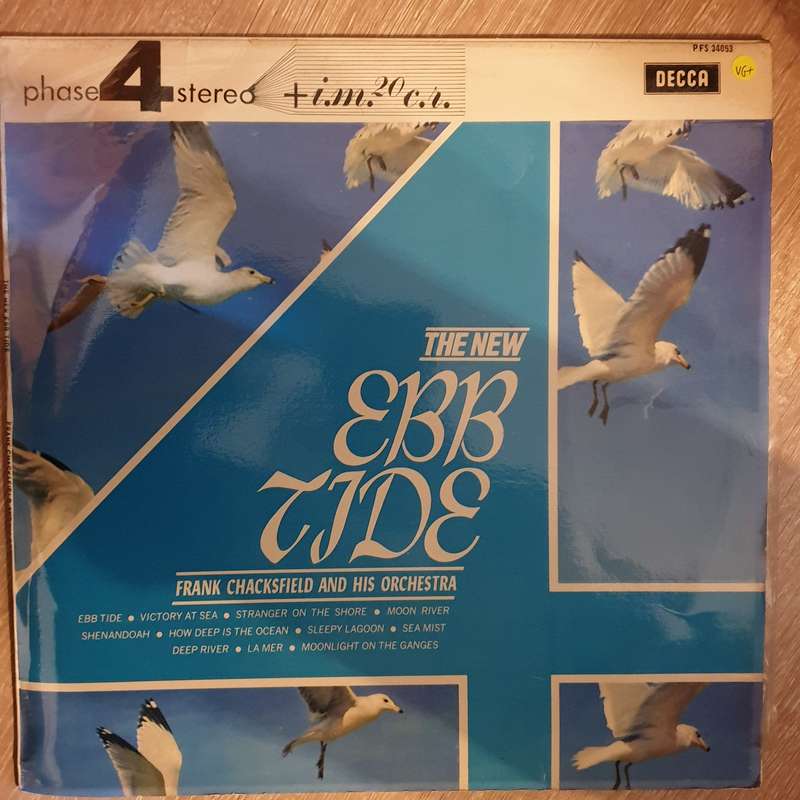 PFS 34093
phase 4 stereo +i.m.20c.r.
DECCA
VG+
THE NEW
EBB
TIDE
FRANK CHACKSFIELD AND HIS ORCHESTRA
EBB TIDE ● VICTORY AT SEA ● STRANGER ON THE SHORE ● MOON RIVER
SHENANDOAH ● HOW DEEP IS THE OCEAN ● SLEEPY LAGOON ● SEA MIST
DEEP RIVER ● LA MER ● MOONLIGHT ON THE GANGES